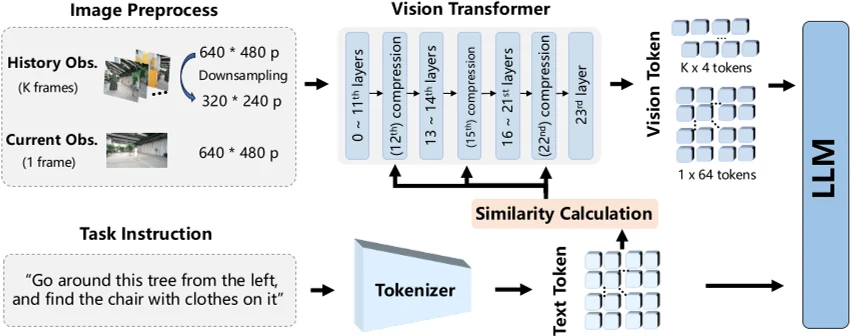 Image Preprocess
History Obs.
(K frames)
640 * 480 p
Downsampling
320 * 240 p
...
Current Obs.
(1 frame)
640 * 480 p
Vision Transformer
0 ~ 11th layers
(12th) compression
13 ~ 14th layers
(15th) compression
16 ~ 21st layers
(22nd) compression
23rd layer
Vision Token
...
K x 4 tokens
1 x 64 tokens
LLM
Similarity Calculation
Task Instruction
“Go around this tree from the left,
and find the chair with clothes on it”
Tokenizer
Text Token